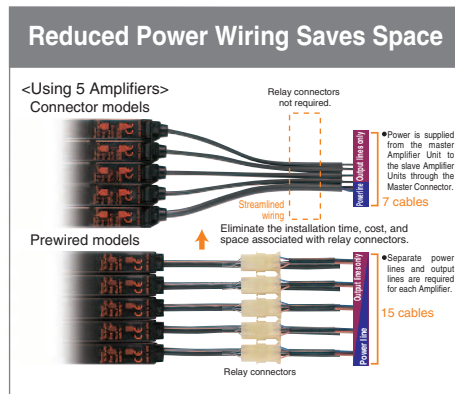 Reduced Power Wiring Saves Space
<Using 5 Amplifiers>
Connector models
Relay connectors
not required.
Output lines only
Powerline
●Power is supplied
from the master
Amplifier Unit to
the slave Amplifier
Units through the
Master Connector.
7 cables
Streamlined
wiring
Eliminate the installation time, cost, and
space associated with relay connectors.
Prewired models
Output lines only
Power line
●Separate power
lines and output
lines are required
for each Amplifier.
15 cables
Relay connectors